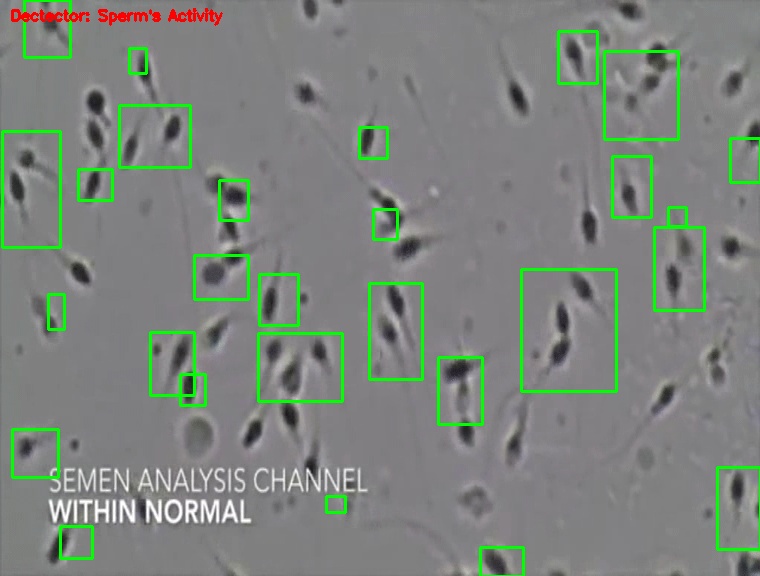 Dectector: Sperm's Activity
SEMEN ANALYSIS CHANNEL
WITHIN NORMAL